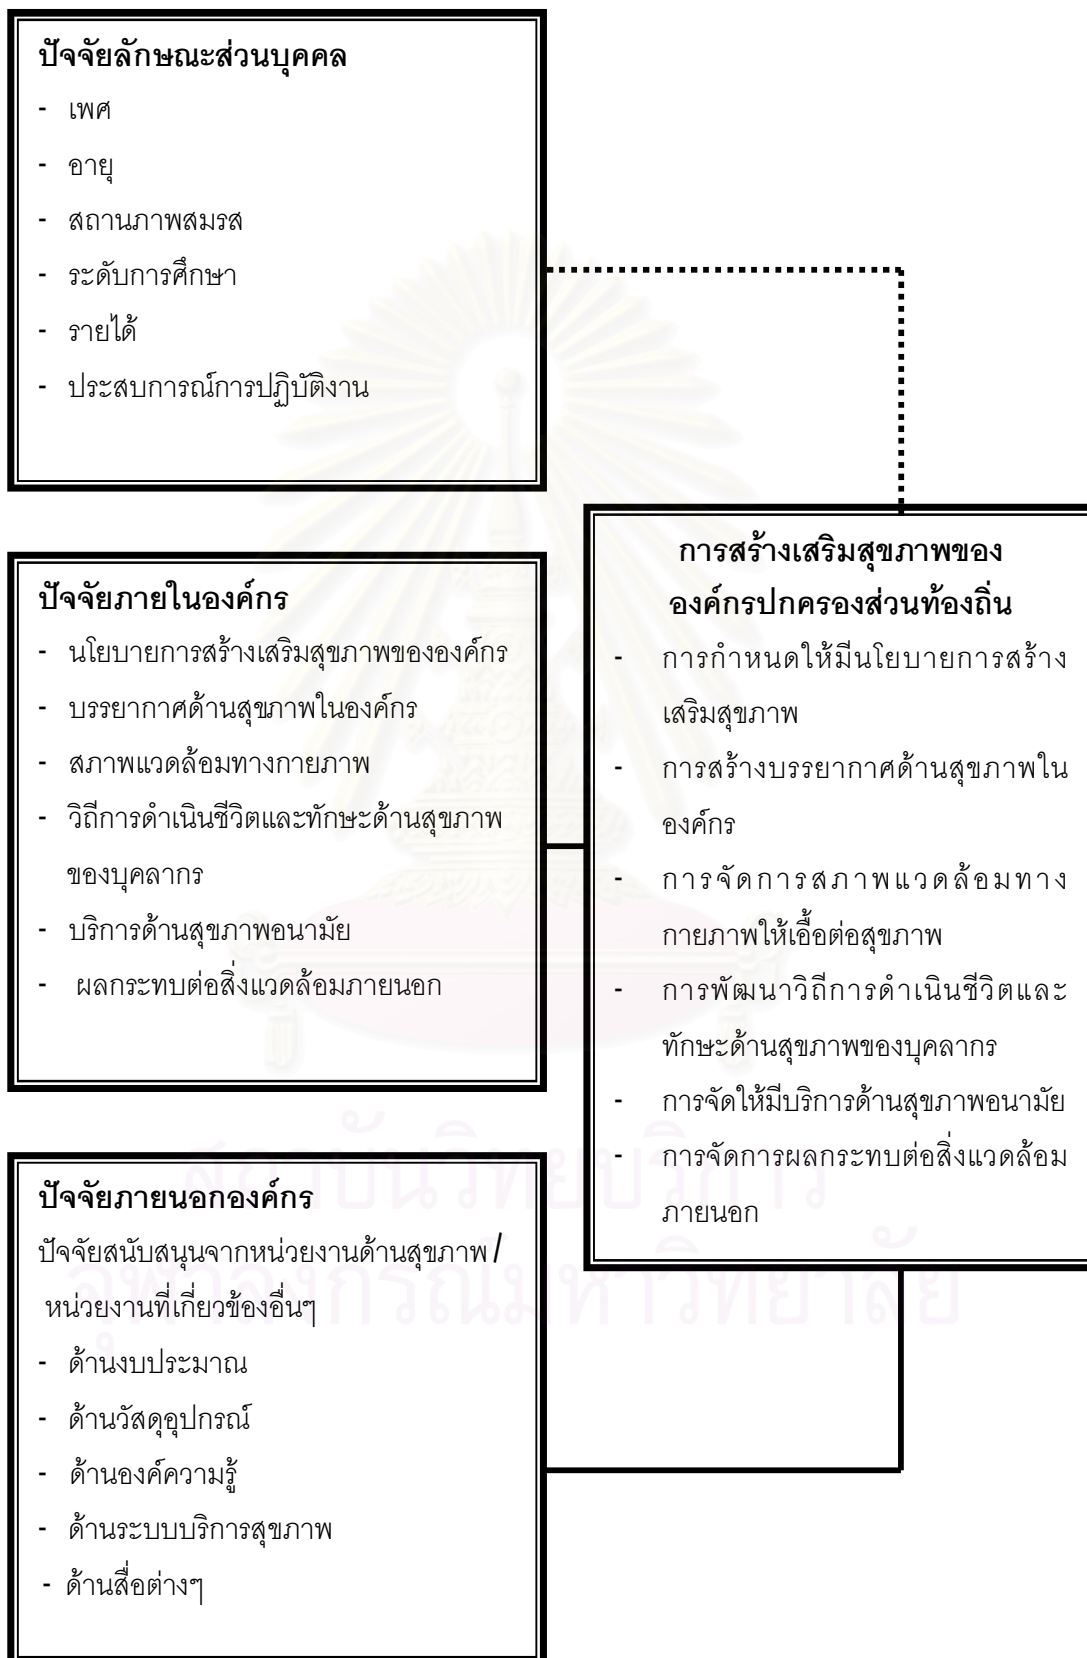 ปัจจัยลักษณะส่วนบุคคล
- เพศ
- อายุ
- สถานภาพสมรส
- ระดับการศึกษา
- รายได้
- ประสบการณ์การปฏิบัติงาน
ปัจจัยภายในองค์กร
- นโยบายการสร้างเสริมสุขภาพขององค์กร
- บรรยากาศด้านสุขภาพในองค์กร
- สภาพแวดล้อมทางกายภาพ
- วิถีการดำเนินชีวิตและทักษะด้านสุขภาพ
ของบุคลากร
- บริการด้านสุขภาพอนามัย
- ผลกระทบต่อสิ่งแวดล้อมภายนอก
ปัจจัยภายนอกองค์กร
ปัจจัยสนับสนุนจากหน่วยงานด้านสุขภาพ/
หน่วยงานที่เกี่ยวข้องอื่นๆ
- ด้านงบประมาณ
- ด้านวัสดุอุปกรณ์
- ด้านองค์ความรู้
- ด้านระบบบริการสุขภาพ
- ด้านสื่อต่างๆ
การสร้างเสริมสุขภาพของ
องค์กรปกครองส่วนท้องถิ่น
- การกำหนดให้มีนโยบายการสร้าง
เสริมสุขภาพ
- การสร้างบรรยากาศด้านสุขภาพใน
องค์กร
- การจัดการสภาพแวดล้อมทาง
กายภาพให้เอื้อต่อสุขภาพ
- การพัฒนาวิถีการดำเนินชีวิตและ
ทักษะด้านสุขภาพของบุคลากร
- การจัดให้มีบริการด้านสุขภาพอนามัย
- การจัดการผลกระทบต่อสิ่งแวดล้อม
ภายนอก
สถาบันวิทยบริการ
จุฬาลงกรณ์มหาวิทยาลัย